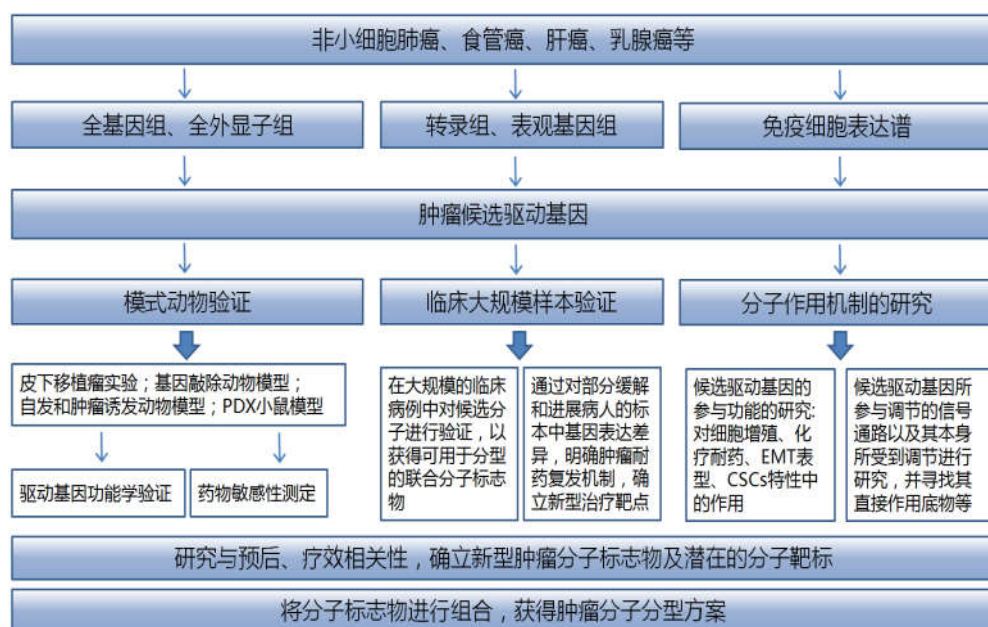 非小细胞肺癌、食管癌、肝癌、乳腺癌等
全基因组、全外显子组
转录组、表观基因组
免疫细胞表达谱
肿瘤候选驱动基因
模式动物验证
临床大规模样本验证
分子作用机制的研究
皮下移植瘤实验；基因敲除动物模型；
自发和肿瘤诱发动物模型；PDX小鼠模型
驱动基因功能学验证
药物敏感性测定
在大规模的临床
病例中对候选分
子进行验证，以
获得可用于分型
的联合分子标志
物
通过对部分缓解
和进展病人的标
本中基因表达差
异，明确肿瘤耐
药复发机制，确
立新型治疗靶点
候选驱动基因的
参与功能的研究:
对细胞增殖、化
疗耐药、EMT表
型、CSCs特性中
的作用
候选驱动基因所
参与调节的信号
通路以及其本身
所受到调节进行
研究，并寻找其
直接作用底物等
研究与预后、疗效相关性，确立新型肿瘤分子标志物及潜在的分子靶标
将分子标志物进行组合，获得肿瘤分子分型方案